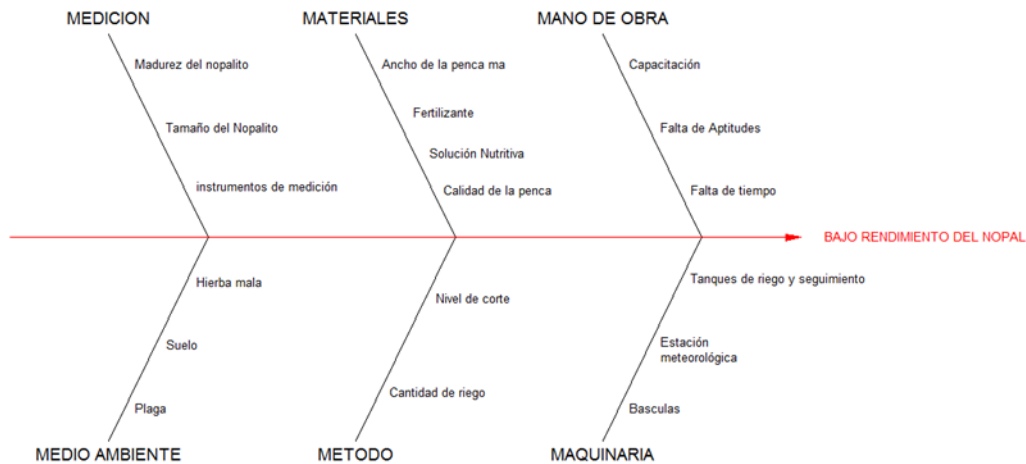 MEDICION
MATERIALES
MANO DE OBRA
Madurez del nopalito
Ancho de la penca ma
Capacitación
Fertilizante
Tamaño del Nopalito
Falta de Aptitudes
Solución Nutritiva
instrumentos de medición
Calidad de la penca
Falta de tiempo
BAJO RENDIMIENTO DEL NOPAL
Hierba mala
Tanques de riego y seguimiento
Nivel de corte
Suelo
Estación
meteorológica
Cantidad de riego
Plaga
Basculas
MEDIO AMBIENTE
METODO
MAQUINARIA